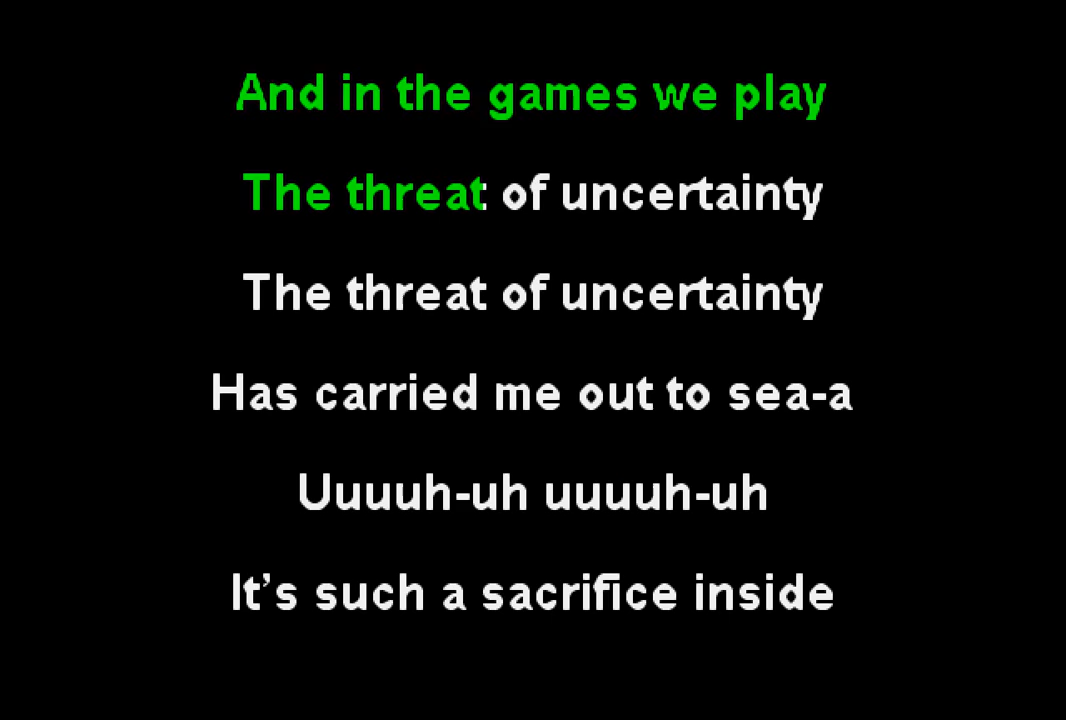 And in the games we play
The threat of uncertainty
The threat of uncertainty
Has carried me out to sea-a
Uuuuh-uh uuuuh-uh
It’s such a sacrifice inside